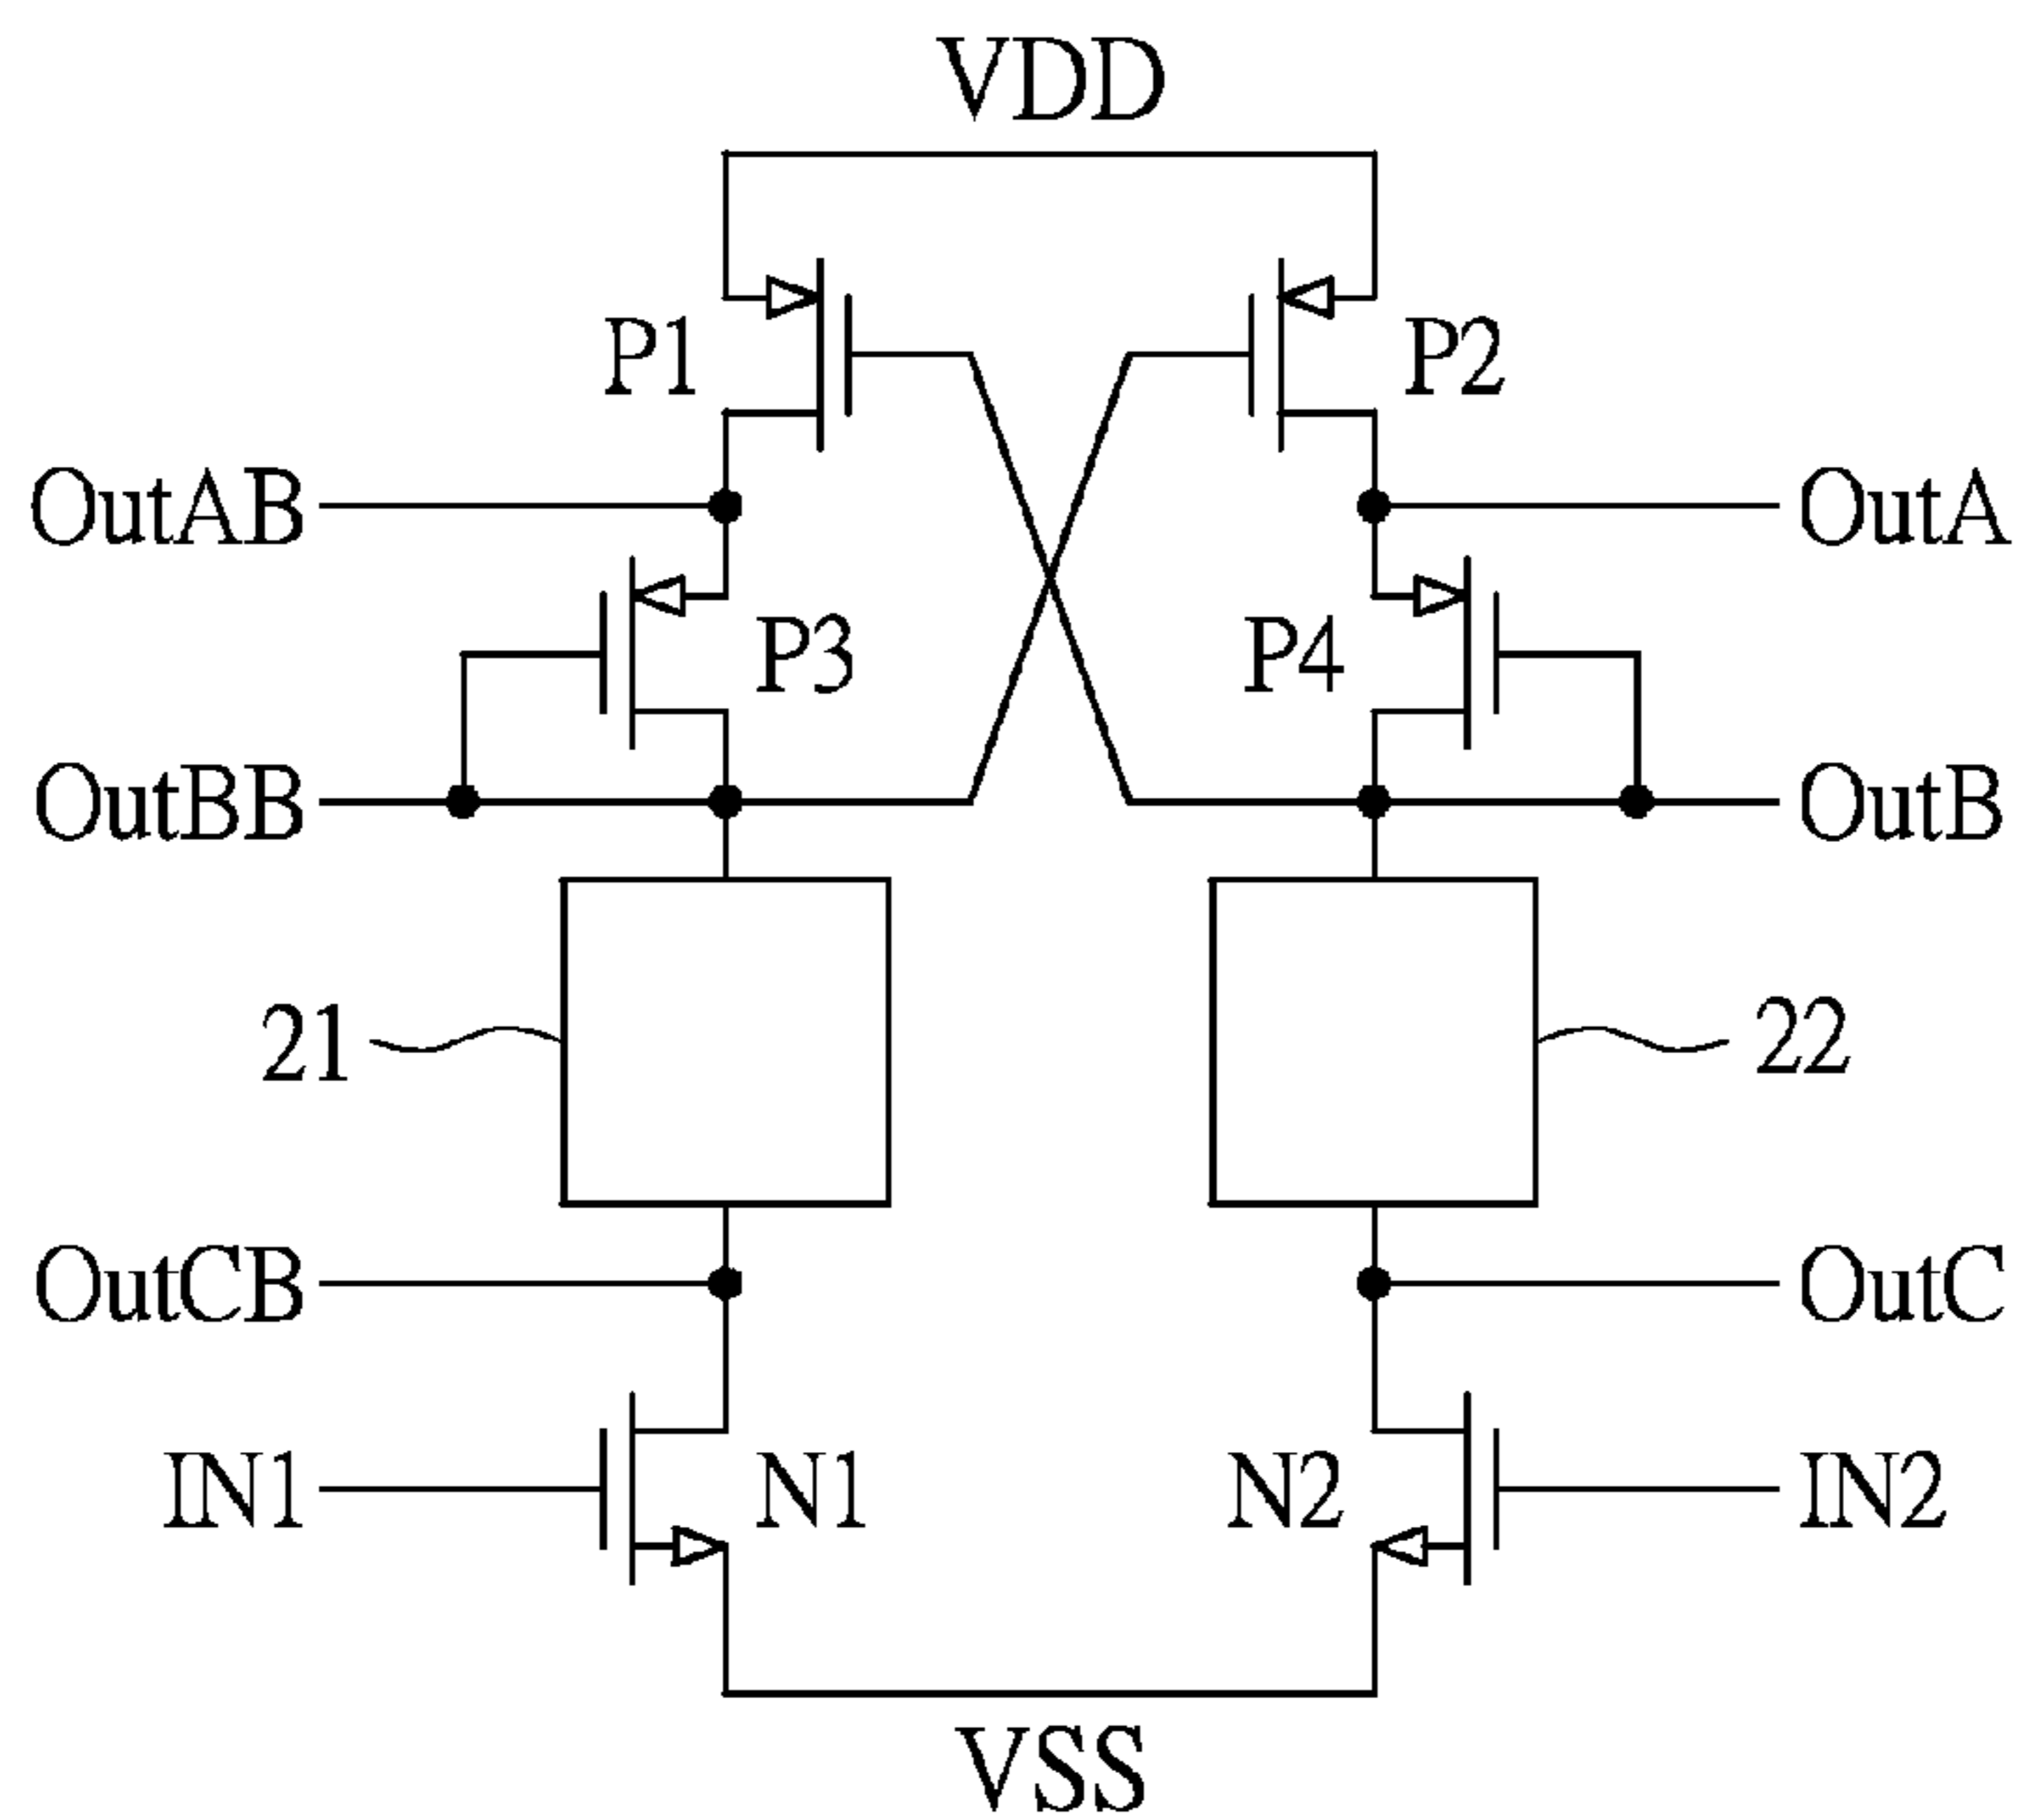 VDD
P1
P2
OutAB
OutA
P3
P4
OutBB
OutB
21
22
OutCB
OutC
IN1
N1
N2
IN2
VSS